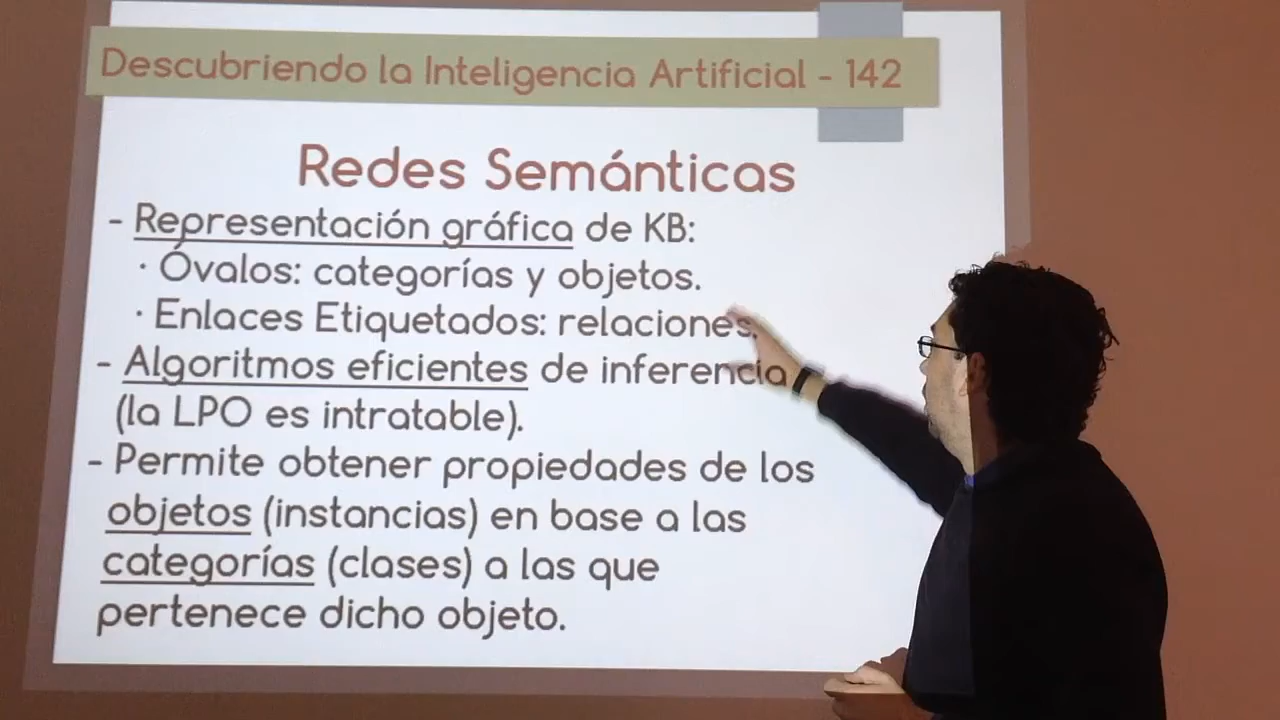 Descubriendo la Inteligencia Artificial - 142
Redes Semánticas
- Representación gráfica de KB:
· Óvalos: categorías y objetos.
· Enlaces Etiquetados: relaciones.
- Algoritmos eficientes de inferencia
(la LPO es intratable).
- Permite obtener propiedades de los
objetos (instancias) en base a las
categorías (clases) a las que
pertenece dicho objeto.